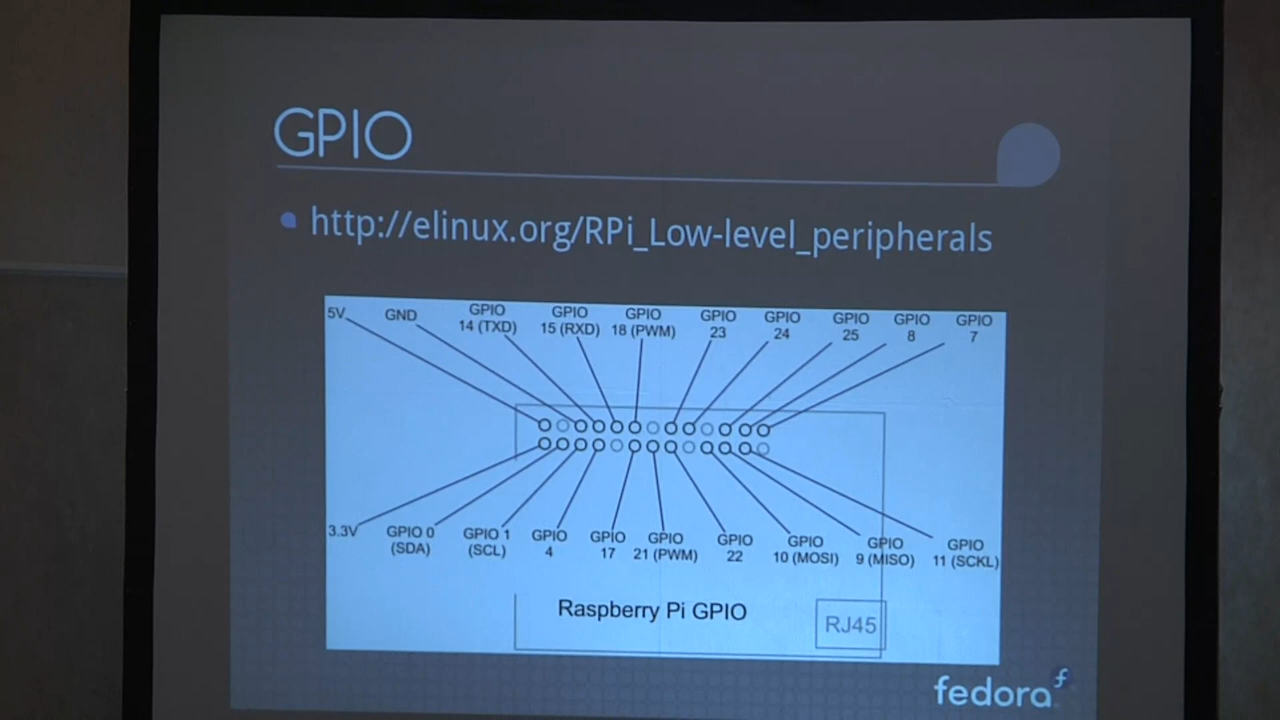 GPIO
http://elinux.org/RPi_Low-level_peripherals
5V GND GPIO GPIO GPIO GPIO GPIO GPIO GPIO GPIO
14 (TXD) 15 (RXD) 18 (PWM) 23 24 25 8 7
3.3V GPIO 0 GPIO 1 GPIO GPIO GPIO GPIO GPIO GPIO GPIO
(SDA) (SCL) 4 17 21 (PWM) 22 10 (MOSI) 9 (MISO) 11 (SCKL)
Raspberry Pi GPIO
RJ45
fedora